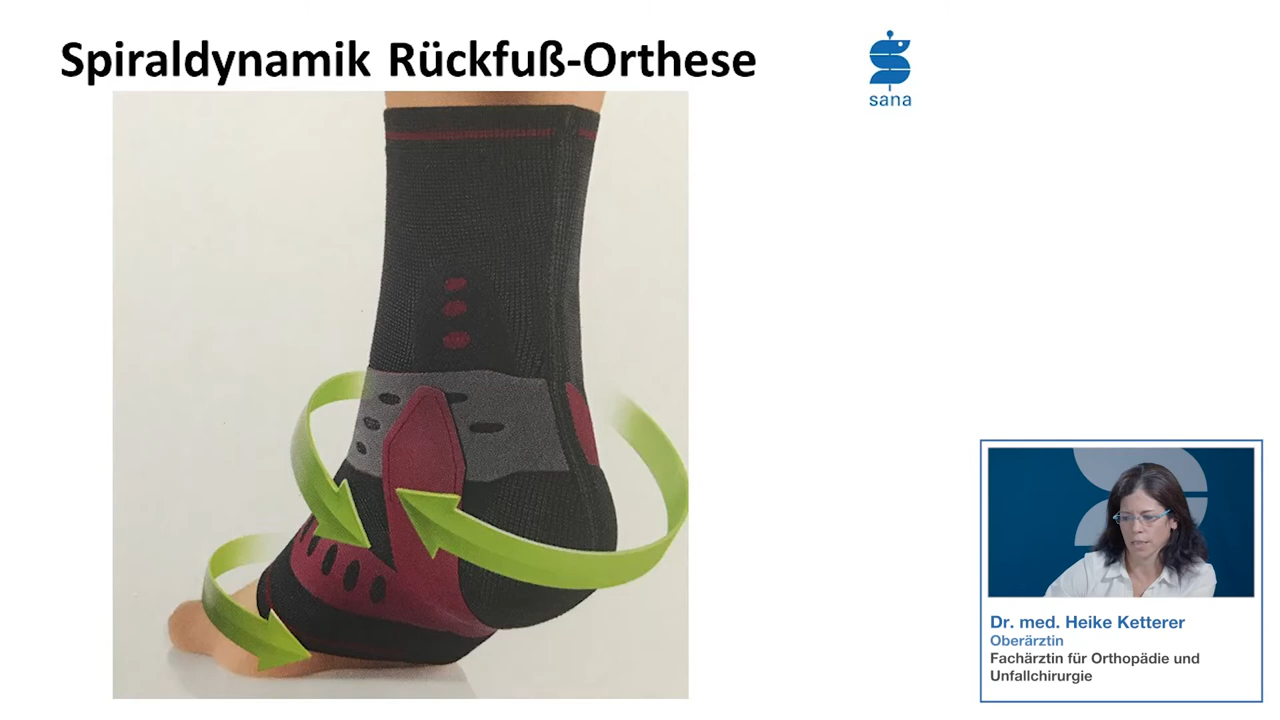 Spiraldynamik Rückfuß-Orthese
sana
Dr. med. Heike Ketterer
Oberärztin
Fachärztin für Orthopädie und
Unfallchirurgie